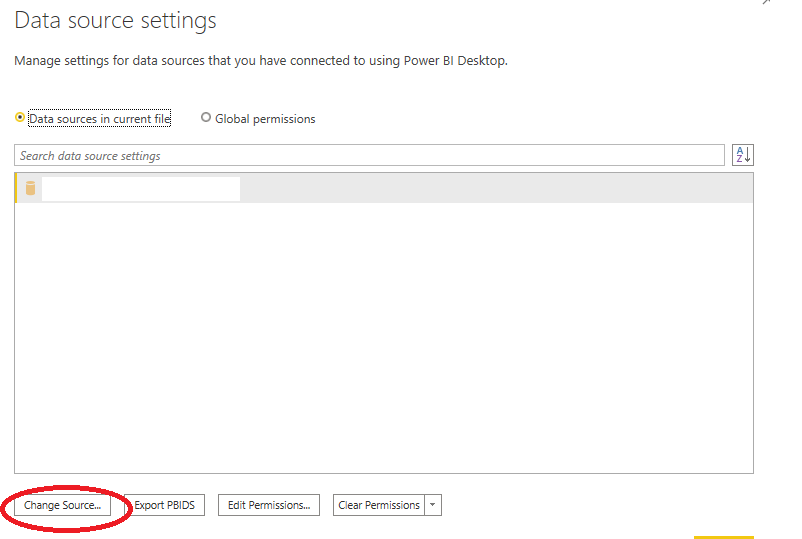 Data source settings
Manage settings for data sources that you have connected to using Power BI Desktop.
Data sources in current file Global permissions
Search data source settings
A
Z
Change Source... Export PBIDS Edit Permissions... Clear Permissions